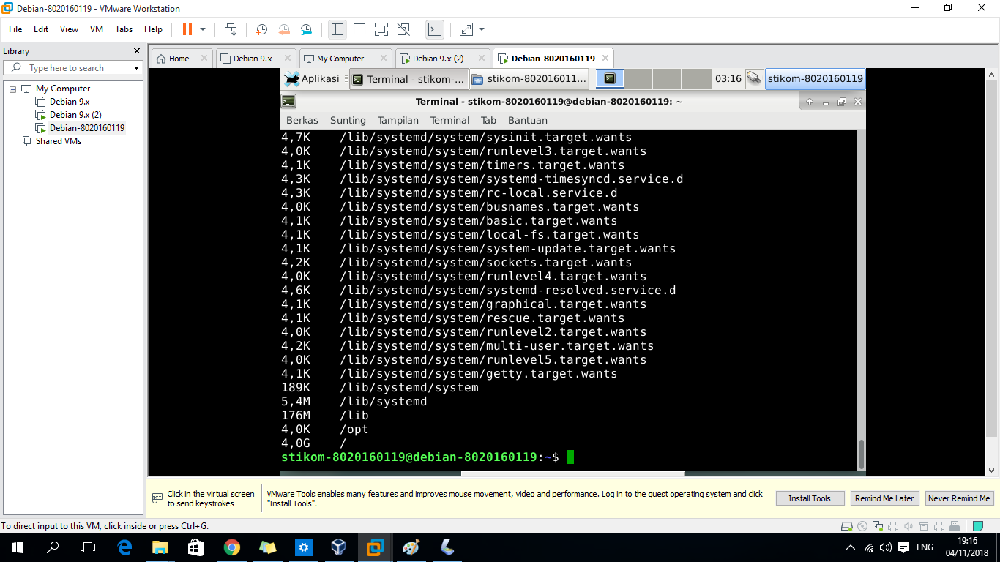 Debian-8020160119 - VMware Workstation
File Edit View VM Tabs Help
Library
Type here to search
My Computer
Debian 9.x
Debian 9.x (2)
Debian-8020160119
Shared VMs
Home Debian 9.x My Computer Debian 9.x (2) Debian-8020160119
Aplikasi Terminal - stikom-... stikom-802016011... 03:16 stikom-8020160119
Terminal - stikom-8020160119@debian-8020160119: ~
Berkas Sunting Tampilan Terminal Tab Bantuan
4,7K /lib/systemd/system/sysinit.target.wants
4,0K /lib/systemd/system/runlevel3.target.wants
4,1K /lib/systemd/system/timers.target.wants
4,3K /lib/systemd/system/systemd-timesyncd.service.d
4,3K /lib/systemd/system/rc-local.service.d
4,0K /lib/systemd/system/busnames.target.wants
4,1K /lib/systemd/system/basic.target.wants
4,1K /lib/systemd/system/local-fs.target.wants
4,1K /lib/systemd/system/system-update.target.wants
4,2K /lib/systemd/system/sockets.target.wants
4,0K /lib/systemd/system/runlevel4.target.wants
4,6K /lib/systemd/system/systemd-resolved.service.d
4,1K /lib/systemd/system/graphical.target.wants
4,1K /lib/systemd/system/rescue.target.wants
4,0K /lib/systemd/system/runlevel2.target.wants
4,2K /lib/systemd/system/multi-user.target.wants
4,0K /lib/systemd/system/runlevel5.target.wants
4,1K /lib/systemd/system/getty.target.wants
189K /lib/systemd/system
5,4M /lib/systemd
176M /lib
4,0K /opt
4,0G /
stikom-8020160119@debian-8020160119:~$
Click in the virtual screen
to send keystrokes
VMware Tools enables many features and improves mouse movement, video and performance. Log in to the guest operating system and click
"Install Tools".
Install Tools Remind Me Later Never Remind Me
To direct input to this VM, click inside or press Ctrl+G.
ENG
19:16
04/11/2018